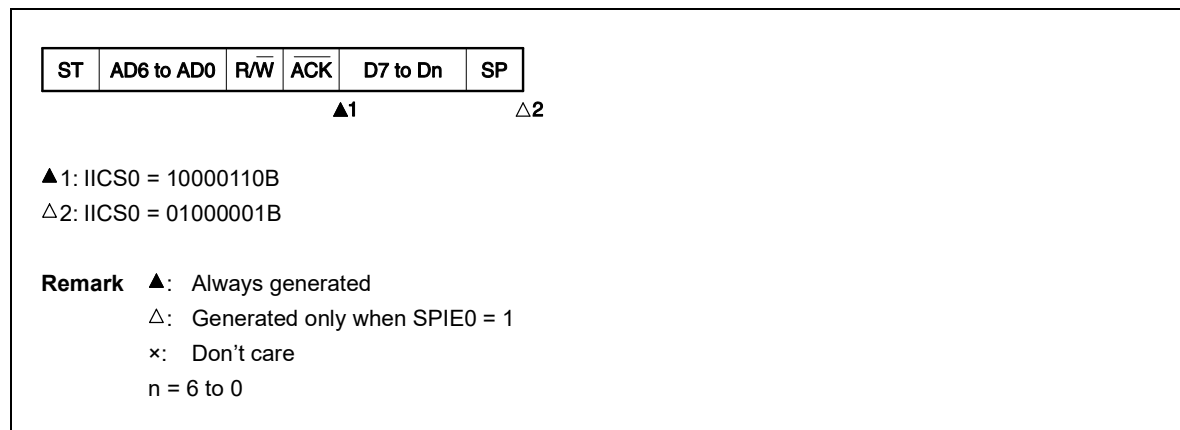 ST AD6 to AD0 R/W̅ A̅C̅K̅ D7 to Dn SP
▲1 △2
▲1: IICS0 = 10000110B
△2: IICS0 = 01000001B
Remark ▲: Always generated
△: Generated only when SPIE0 = 1
×: Don't care
n = 6 to 0